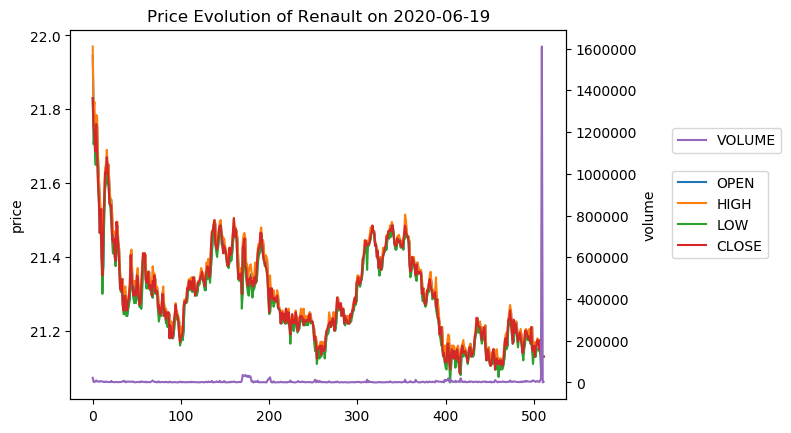 Price Evolution of Renault on 2020-06-19
22.0
21.8
21.6
21.4
21.2
price
0
100
200
300
400
500
1600000
1400000
1200000
1000000
800000
600000
400000
200000
0
volume
VOLUME
OPEN
HIGH
LOW
CLOSE